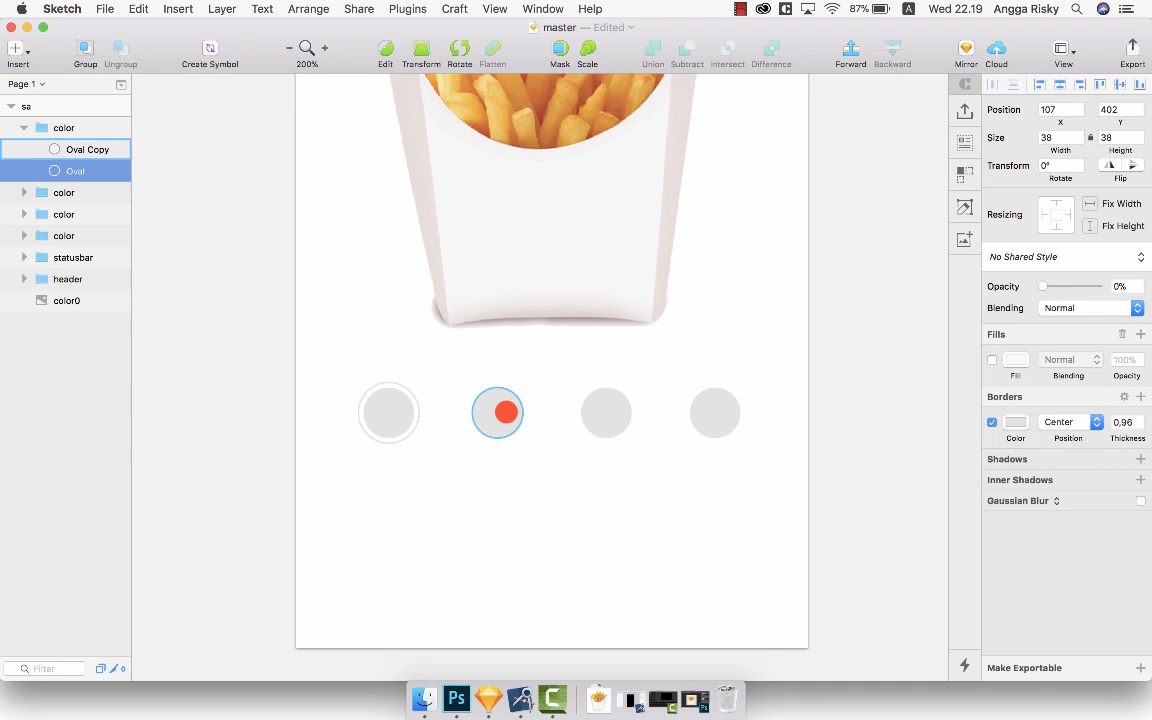 Sketch File Edit Insert Layer Text Arrange Share Plugins Craft View Window Help 87% A Wed 22.19 Angga Risky
master — Edited
Insert Group Ungroup Create Symbol 200% Edit Transform Rotate Flatten Mask Scale Union Subtract Intersect Difference Forward Backward Mirror Cloud View Export
Page 1
sa
color
Oval Copy
Oval
color
color
color
statusbar
header
color0
Filter 0
Position 107 402
X Y
Size 38 38
Width Height
Transform 0°
Rotate Flip
Resizing Fix Width
Fix Height
No Shared Style
Opacity 0%
Blending Normal
Fills
Normal 100%
Fill Blending Opacity
Borders
Center 0,96
Color Position Thickness
Shadows
Inner Shadows
Gaussian Blur
Make Exportable
Ps C